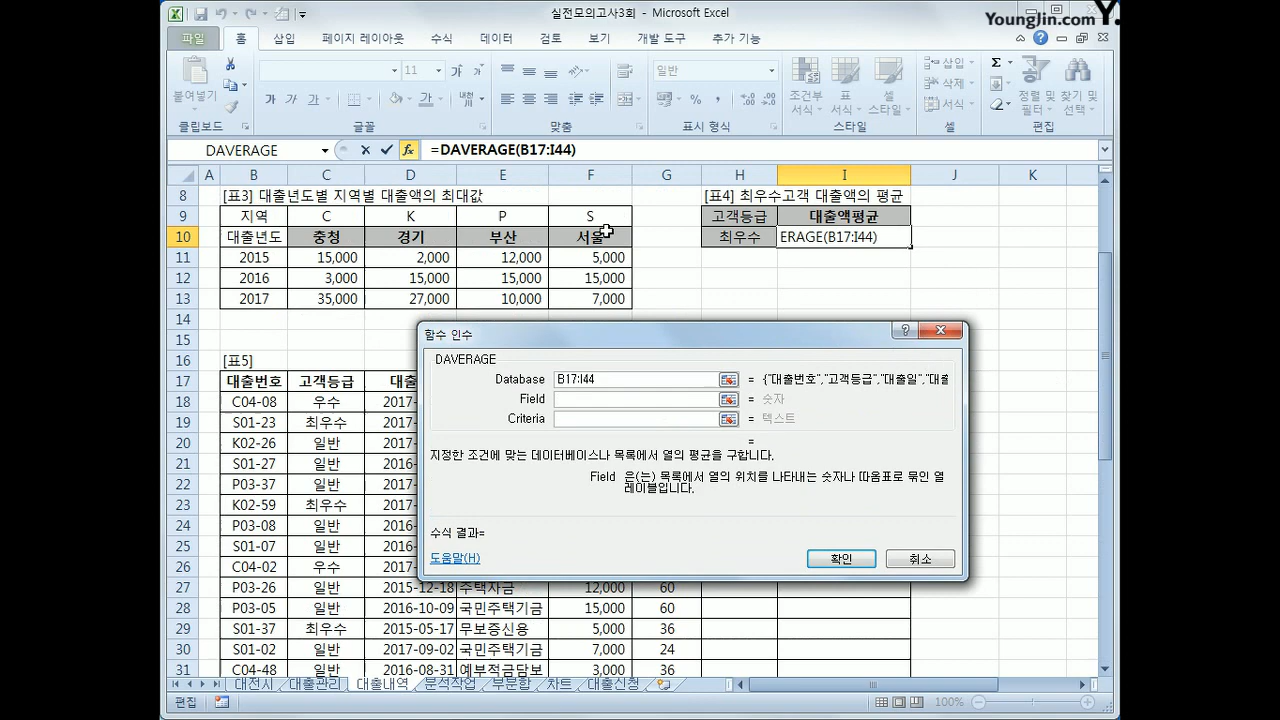 실전모의고사3회 - Microsoft Excel
YoungJin.com Y.
파일 홈 삽입 페이지 레이아웃 수식 데이터 검토 보기 개발 도구 추가 기능
붙여넣기 11 가 가 가 일반 조건부 서식 표 서식 셀 스타일 삽입 삭제 서식 정렬 및 필터 찾기 및 선택
클립보드 글꼴 맞춤 표시 형식 스타일 셀 편집
DAVERAGE =DAVERAGE(B17:I44)
A B C D E F G H I J K
8 [표3] 대출년도별 지역별 대출액의 최대값 [표4] 최우수고객 대출액의 평균
9 지역 C K P S 고객등급 대출액평균
10 대출년도 충청 경기 부산 서울 최우수 ERAGE(B17:I44)
11 2015 15,000 2,000 12,000 5,000
12 2016 3,000 15,000 15,000 15,000
13 2017 35,000 27,000 10,000 7,000
14
15
16 [표5]
17 대출번호 고객등급 대출
18 C04-08 우수 2017-
19 S01-23 최우수 2017-
20 K02-26 일반 2017-
21 S01-27 일반 2016-
22 P03-37 일반 2017-
23 K02-59 최우수 2017-
24 P03-08 일반 2016-
25 S01-07 일반 2016-
26 C04-02 우수 2017-
27 P03-26 일반 2015-12-18 주택자금 12,000 60
28 P03-05 일반 2016-10-09 국민주택기금 15,000 60
29 S01-37 최우수 2015-05-17 무보증신용 5,000 36
30 S01-02 일반 2017-09-02 국민주택기금 7,000 24
31 C04-48 일반 2016-08-31 예부적금담보 3,000 36
함수 인수
DAVERAGE
Database B17:I44 = {"대출번호","고객등급","대출일","대출
Field = 숫자
Criteria = 텍스트
=
지정한 조건에 맞는 데이터베이스나 목록에서 열의 평균을 구합니다.
Field 은(는) 목록에서 열의 위치를 나타내는 숫자나 따옴표로 묶인 열
레이블입니다.
수식 결과=
도움말(H) 확인 취소
대전시 대출관리 대출내역 분석작업 부분합 차트 대출신청
편집 100%